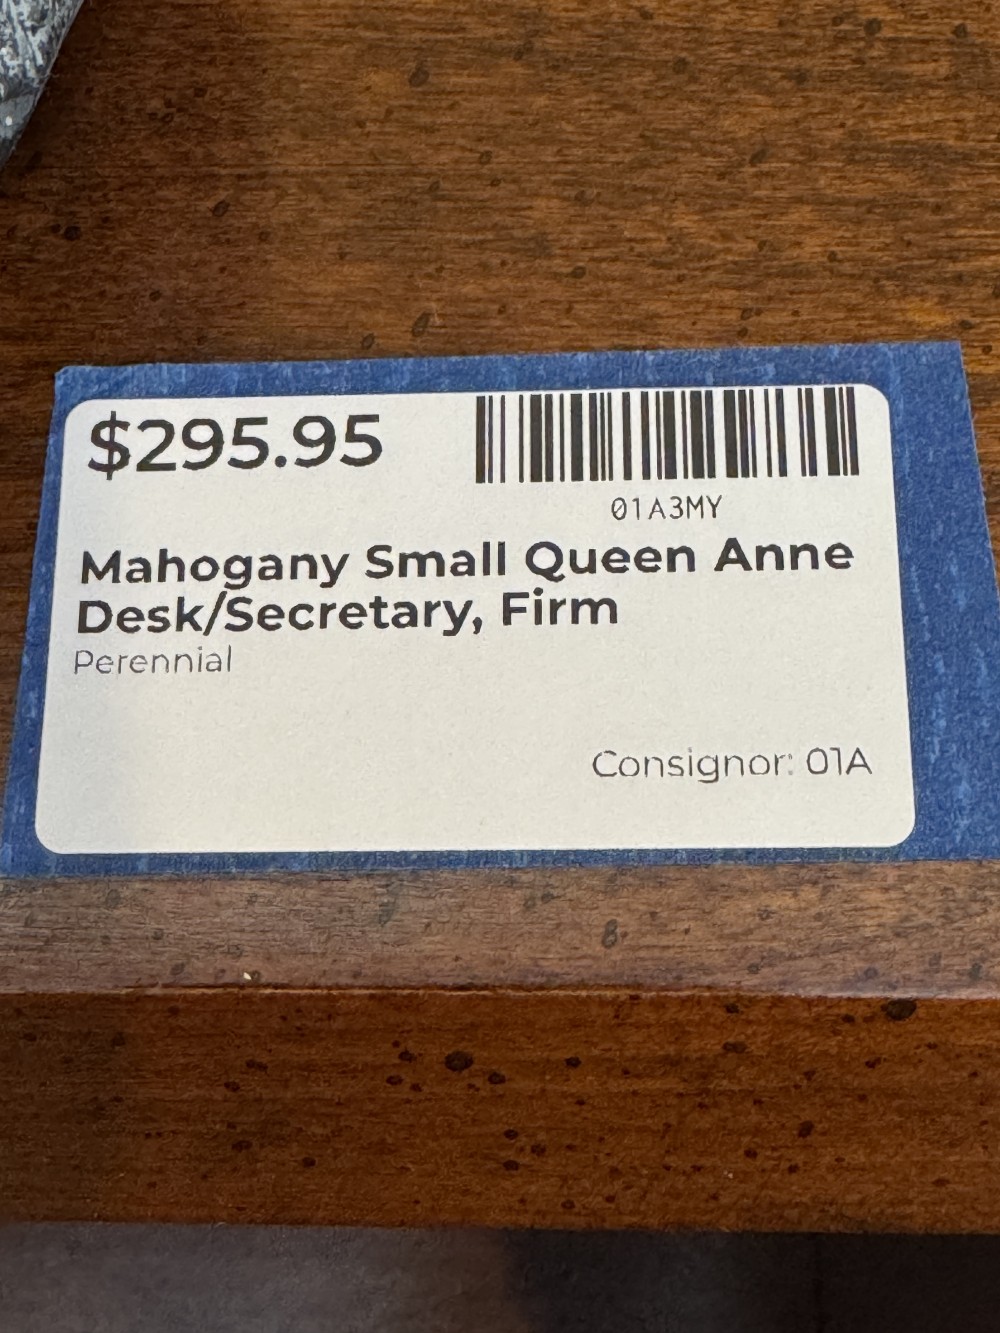 $295.95
01A3MY
Mahogany Small Queen Anne
Desk/Secretary, Firm
Perennial
Consignor: 01A